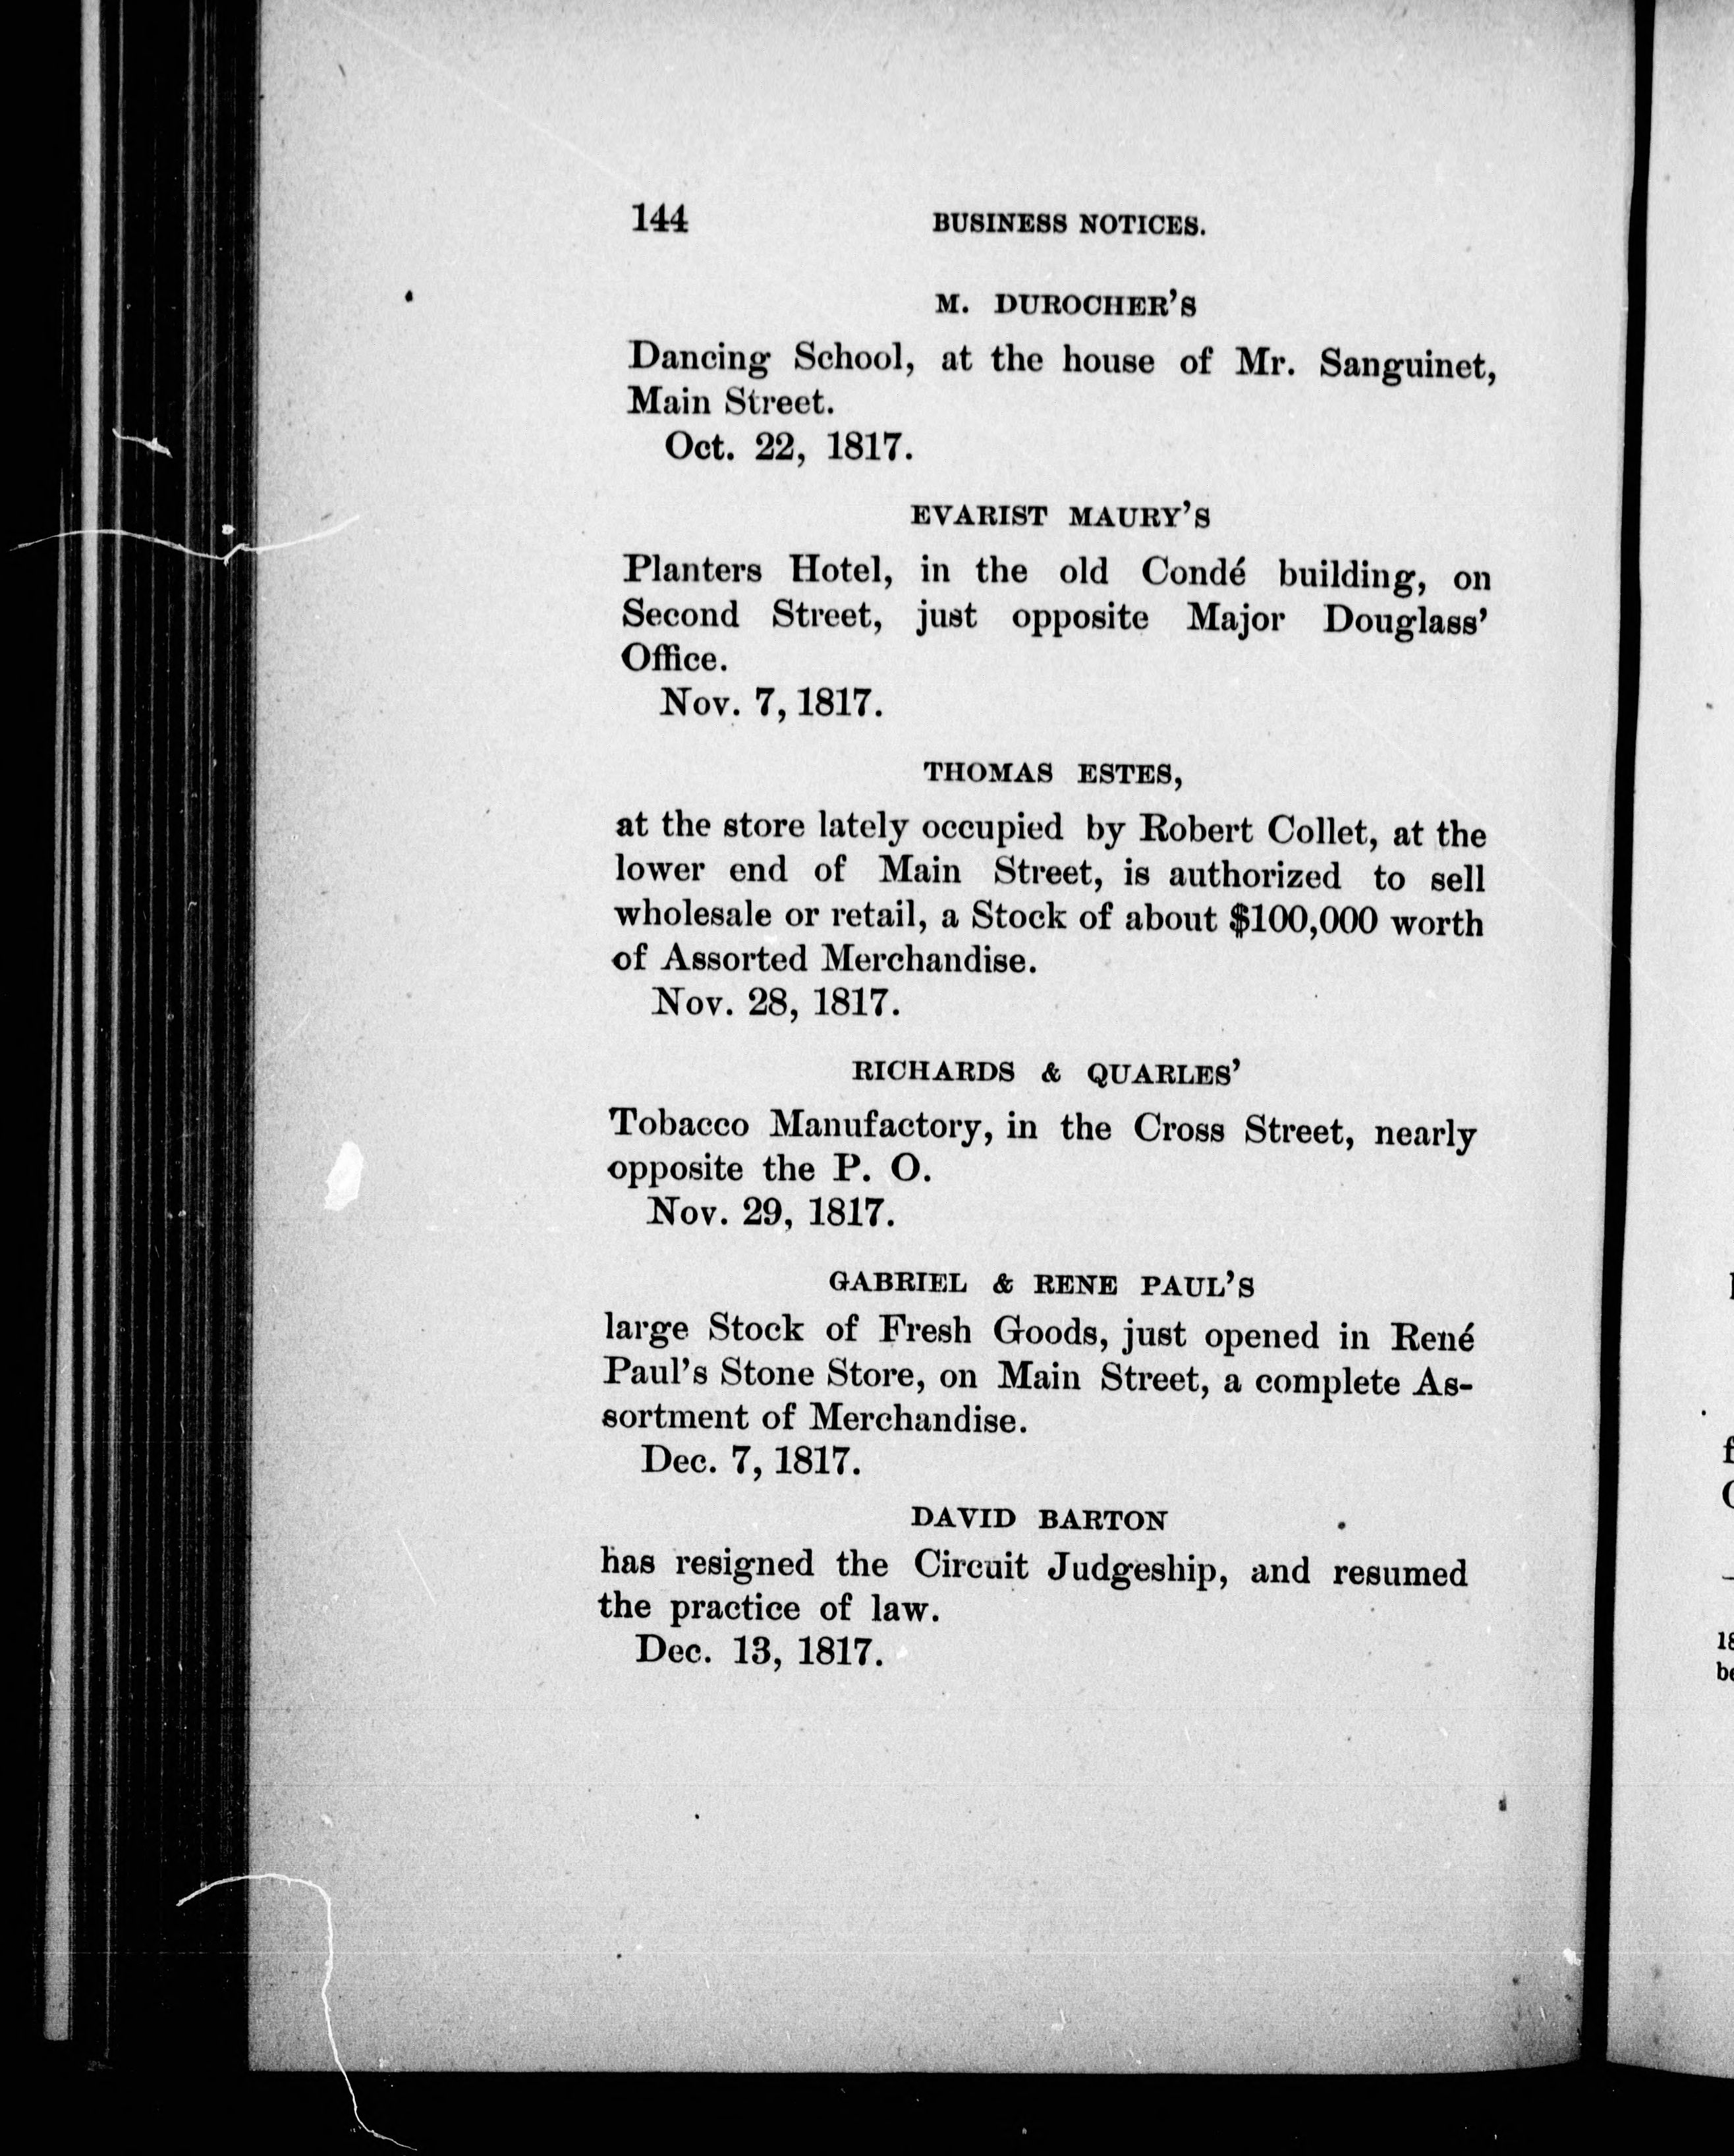 144 BUSINESS NOTICES.
M. DUROCHER'S
Dancing School, at the house of Mr. Sanguinet,
Main Street.
Oct. 22, 1817.
EVARIST MAURY'S
Planters Hotel, in the old Condé building, on
Second Street, just opposite Major Douglass'
Office.
Nov. 7, 1817.
THOMAS ESTES,
at the store lately occupied by Robert Collet, at the
lower end of Main Street, is authorized to sell
wholesale or retail, a Stock of about $100,000 worth
of Assorted Merchandise.
Nov. 28, 1817.
RICHARDS & QUARLES'
Tobacco Manufactory, in the Cross Street, nearly
opposite the P. O.
Nov. 29, 1817.
GABRIEL & RENE PAUL'S
large Stock of Fresh Goods, just opened in René
Paul's Stone Store, on Main Street, a complete As-
sortment of Merchandise.
Dec. 7, 1817.
DAVID BARTON
has resigned the Circuit Judgeship, and resumed
the practice of law.
Dec. 13, 1817.